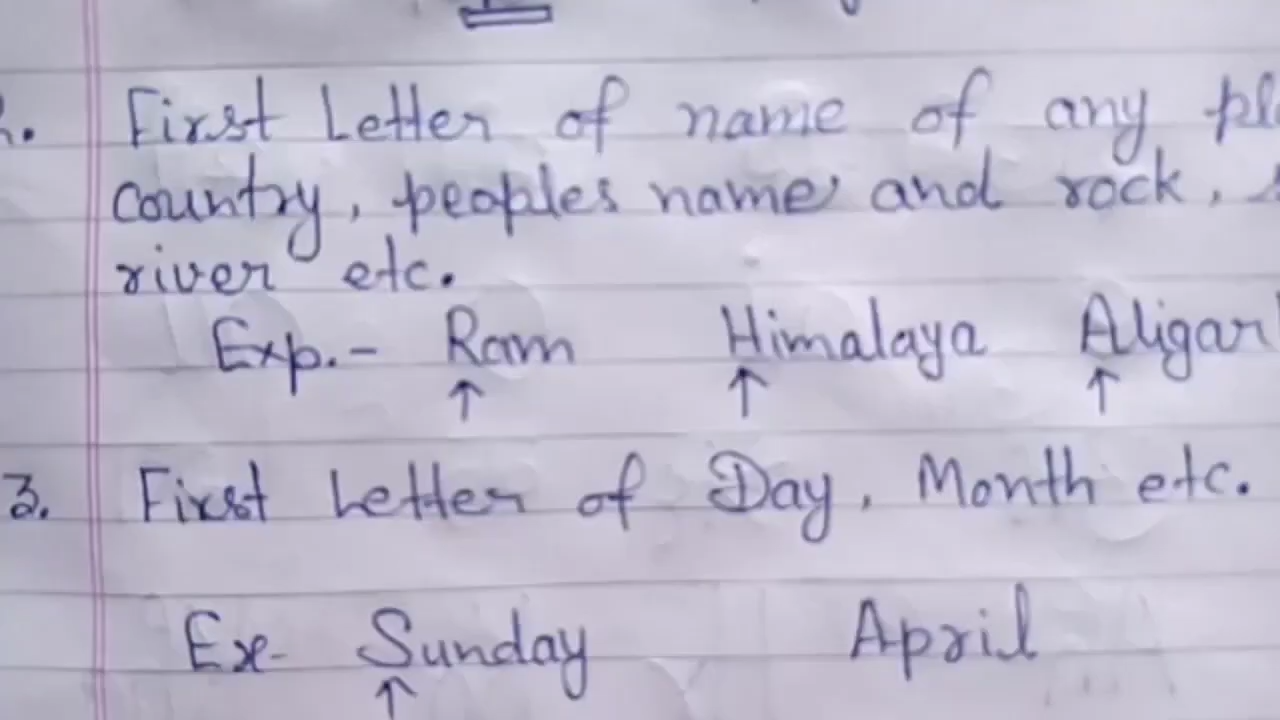 First Letter of name of any
country, peoples name and rock,
river etc.
Exp.- Ram Himalaya
3. First Letter of Day, Month etc.
Ex- Sunday April